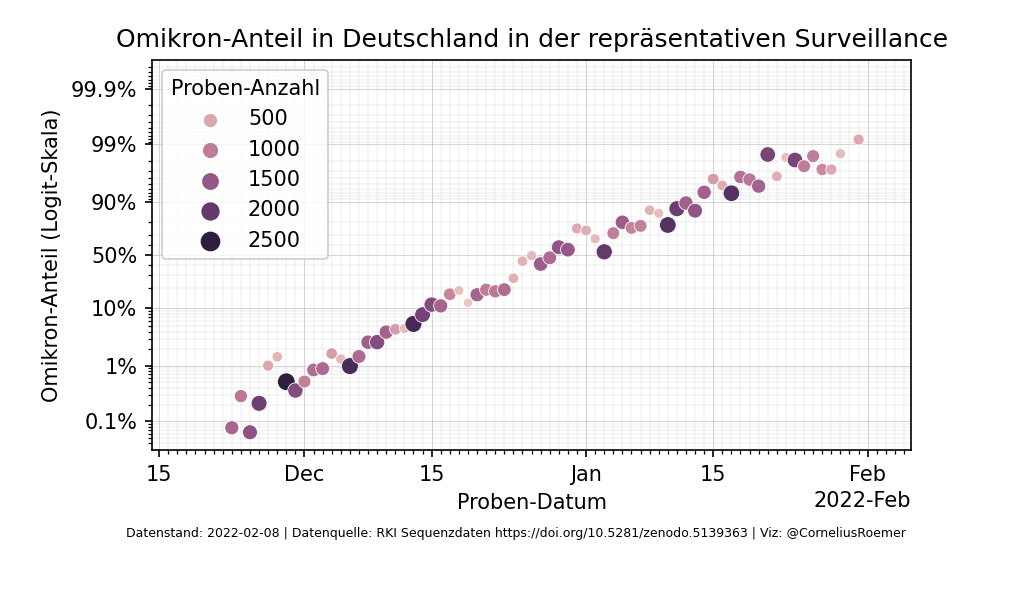 Omikron-Anteil in Deutschland in der repräsentativen Surveillance
Proben-Anzahl
500
1000
1500
2000
2500
99.9%
99%
90%
50%
10%
1%
0.1%
Omikron-Anteil (Logit-Skala)
15
Dec
15
Jan
15
Feb
Proben-Datum
2022-Feb
Datenstand: 2022-02-08 | Datenquelle: RKI Sequenzdaten https://doi.org/10.5281/zenodo.5139363 | Viz: @CorneliusRoemer